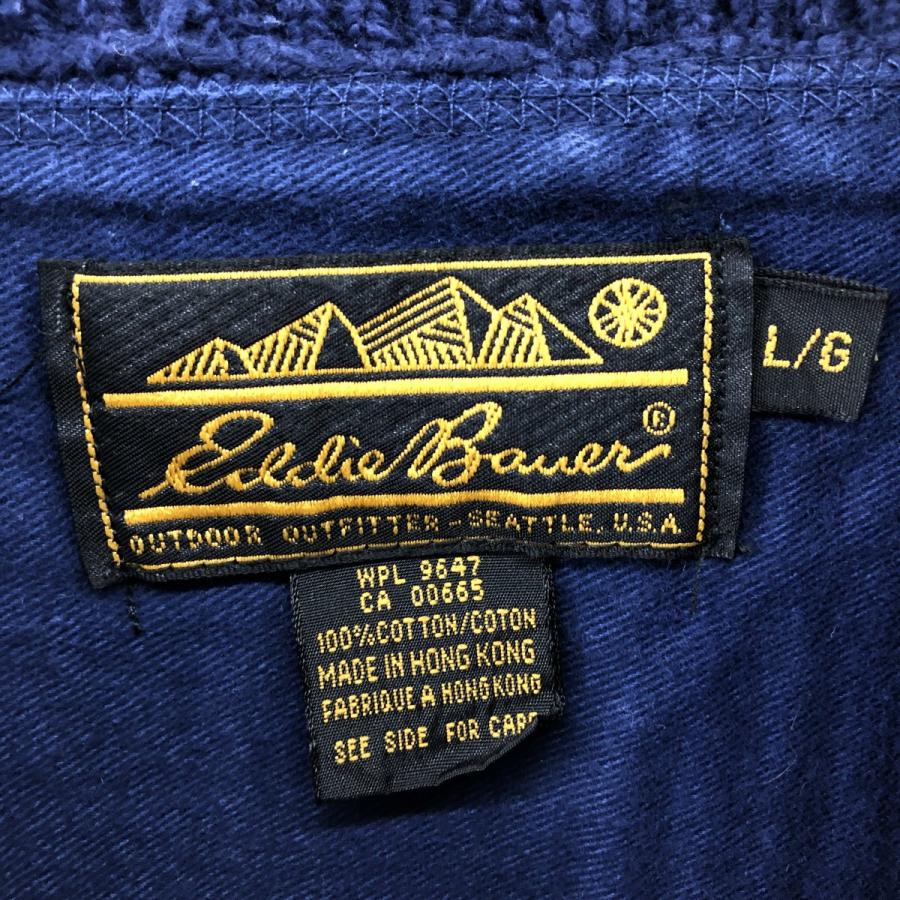 Eddie Bauer®
OUTDOOR OUTFITTER - SEATTLE, U.S.A.
L/G
WPL 9647
CA 00665
100% COTTON/COTON
MADE IN HONG KONG
FABRIQUE A HONG KONG
SEE SIDE FOR CARE